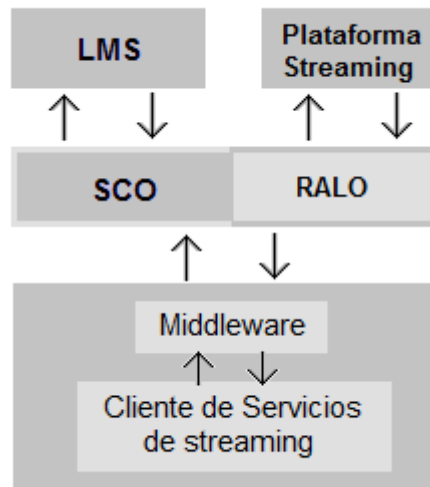 LMS
Plataforma
Streaming
SCO
RALO
Middleware
Cliente de Servicios
de streaming